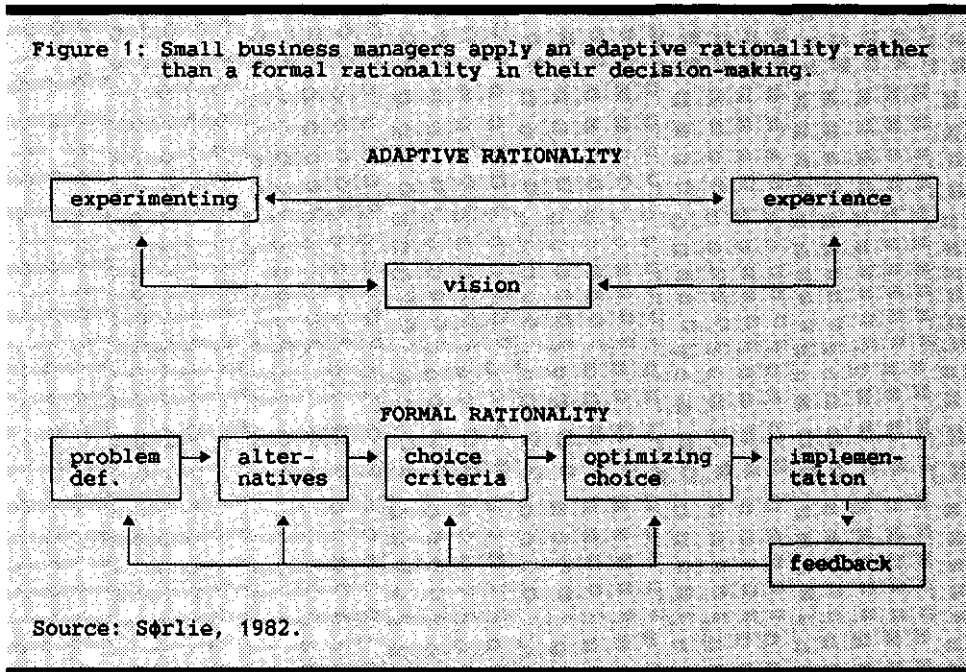 Figure 1: Small business managers apply an adaptive rationality rather
than a formal rationality in their decision-making.
ADAPTIVE RATIONALITY
experimenting
experience
vision
FORMAL RATIONALITY
problem
def.
alter-
natives
choice
criteria
optimizing
choice
implemen-
tation
feedback
Source: Sørlie, 1982.